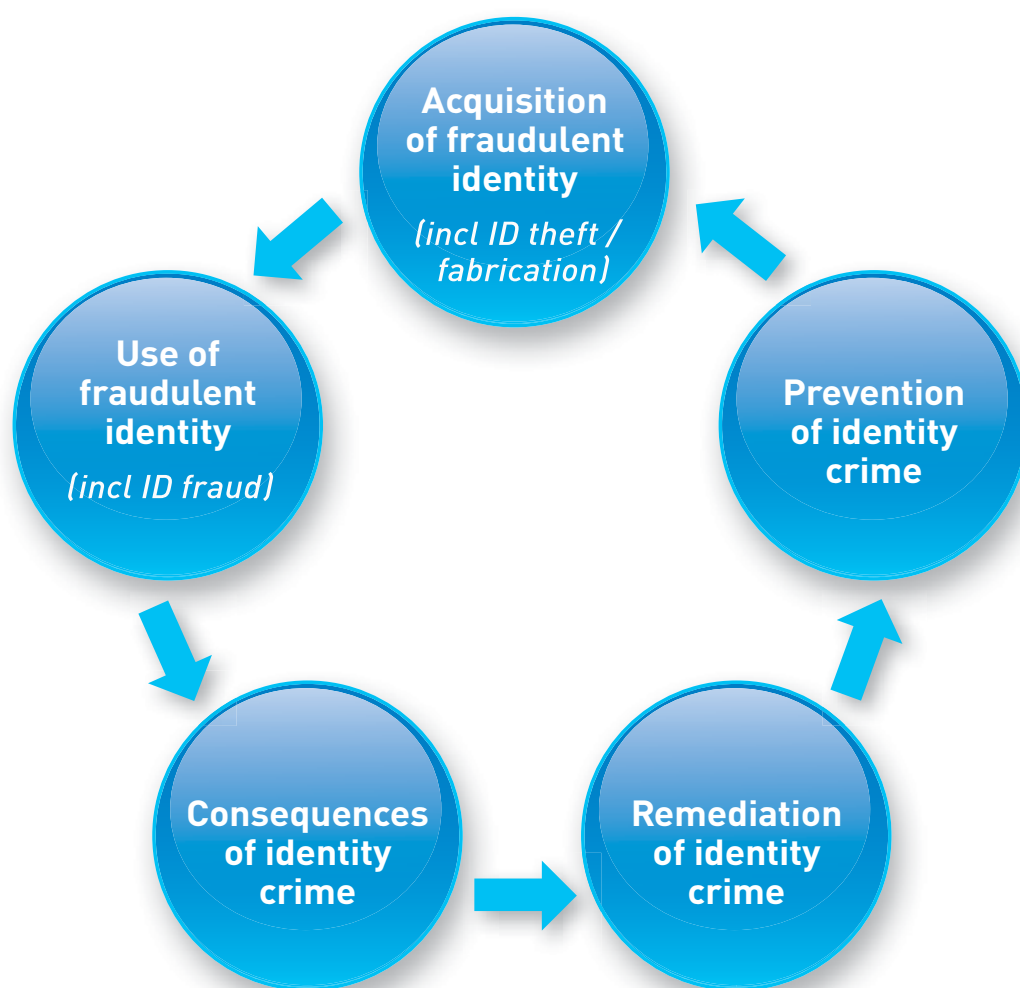 Acquisition
of fraudulent
identity
(incl ID theft /
fabrication)
Use of
fraudulent
identity
(incl ID fraud)
Consequences
of identity
crime
Remediation
of identity
crime
Prevention
of identity
crime